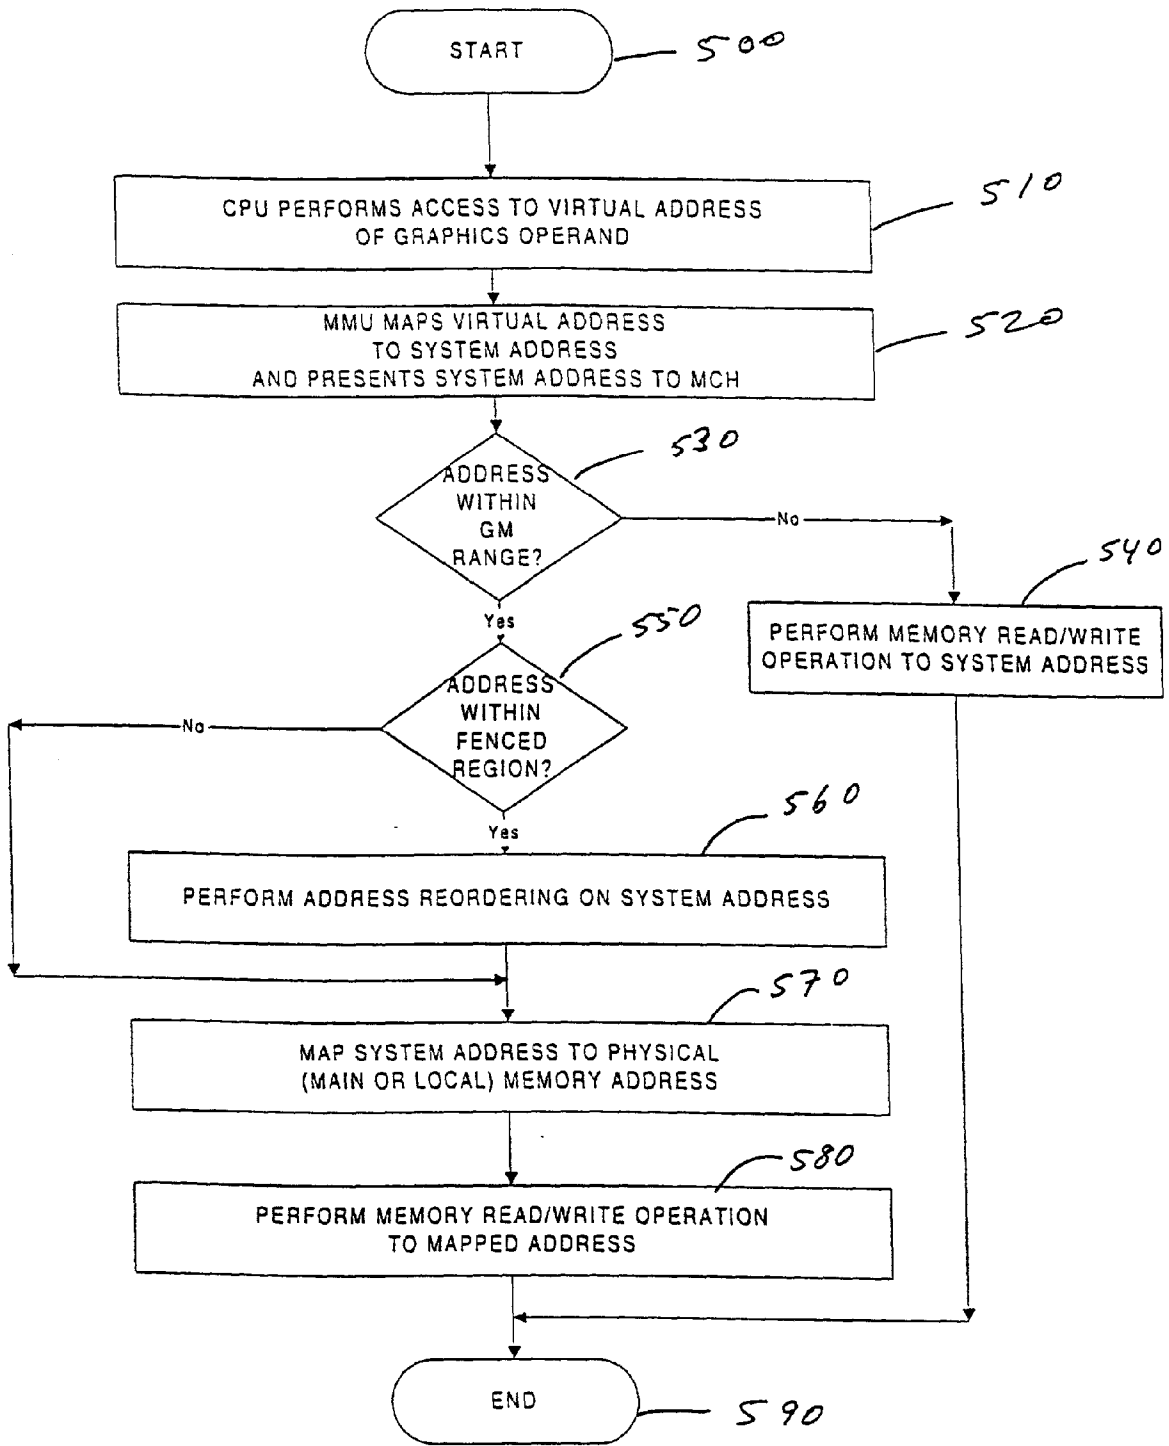 START
500
510
CPU PERFORMS ACCESS TO VIRTUAL ADDRESS
OF GRAPHICS OPERAND
520
MMU MAPS VIRTUAL ADDRESS
TO SYSTEM ADDRESS
AND PRESENTS SYSTEM ADDRESS TO MCH
530
ADDRESS
WITHIN
GM
RANGE?
No
540
Yes
550
PERFORM MEMORY READ/WRITE
OPERATION TO SYSTEM ADDRESS
ADDRESS
WITHIN
FENCED
REGION?
No
560
Yes
PERFORM ADDRESS REORDERING ON SYSTEM ADDRESS
570
MAP SYSTEM ADDRESS TO PHYSICAL
(MAIN OR LOCAL) MEMORY ADDRESS
580
PERFORM MEMORY READ/WRITE OPERATION
TO MAPPED ADDRESS
END
590